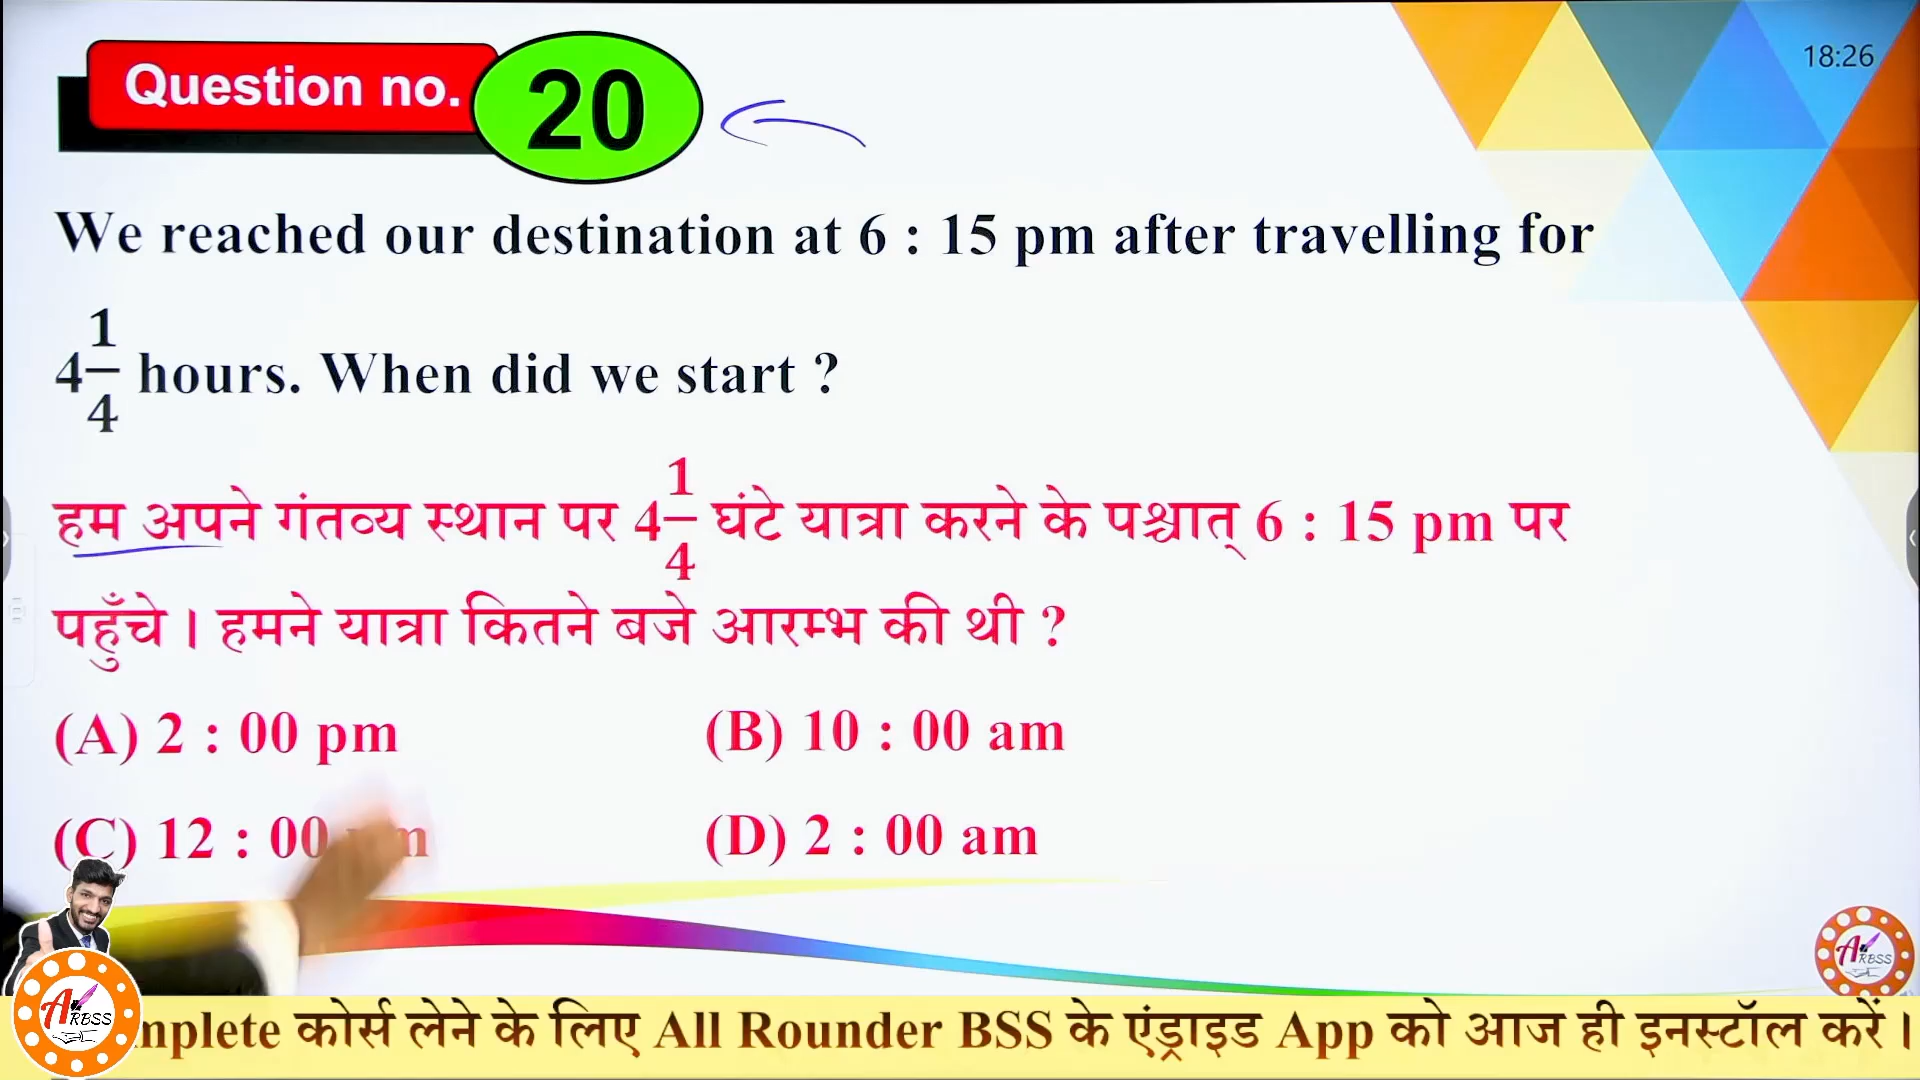 Question no. 20
18:26
We reached our destination at 6 : 15 pm after travelling for
4 1/4 hours. When did we start ?
हम अपने गंतव्य स्थान पर 4 1/4 घंटे यात्रा करने के पश्चात् 6 : 15 pm पर
पहुँचे । हमने यात्रा कितने बजे आरम्भ की थी ?
(A) 2 : 00 pm (B) 10 : 00 am
(C) 12 : 00 (D) 2 : 00 am
ARBSS
ARBSS
कोर्स लेने के लिए All Rounder BSS के एंड्राइड App को आज ही इनस्टॉल करें ।